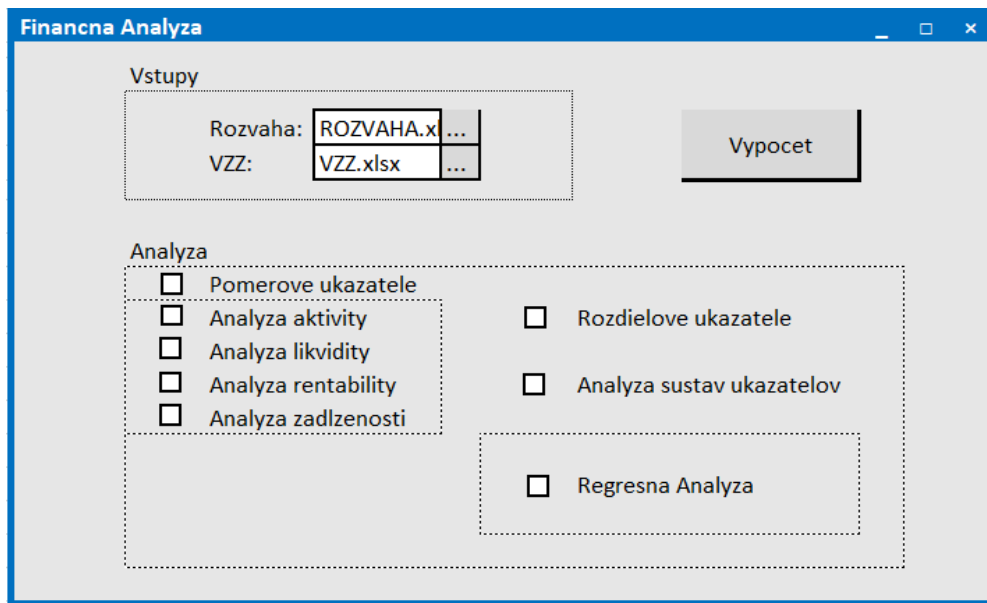 Financna Analyza
Vstupy
Rozvaha: ROZVAHA.xl ...
VZZ: VZZ.xlsx ...
Vypocet
Analyza
Pomerove ukazatele
Analyza aktivity
Analyza likvidity
Analyza rentability
Analyza zadlzenosti
Rozdielove ukazatele
Analyza sustav ukazatelov
Regresna Analyza